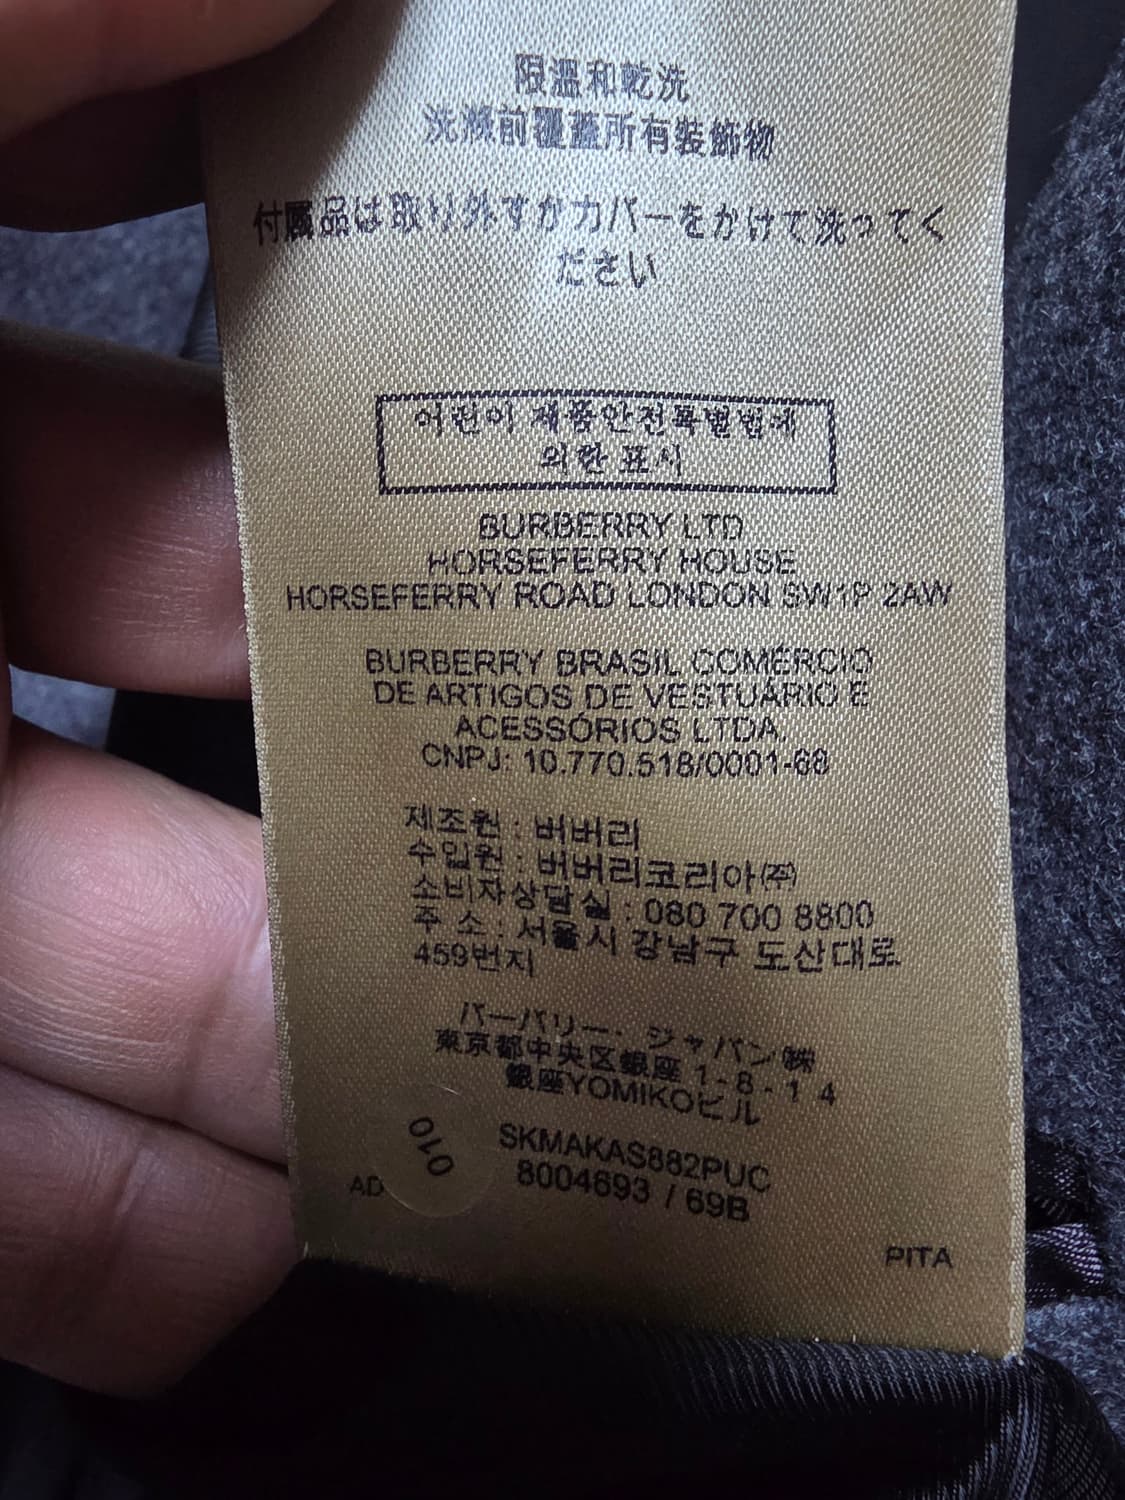 限溫和乾洗
洗滌前覆蓋所有裝飾物
付属品は取り外すかカバーをかけて洗ってく
ださい
어린이 제품안전특별법에
의한 표시
BURBERRY LTD
HORSEFERRY HOUSE
HORSEFERRY ROAD LONDON SW1P 2AW
BURBERRY BRASIL COMÉRCIO
DE ARTIGOS DE VESTUÁRIO E
ACESSÓRIOS LTDA.
CNPJ: 10.770.518/0001-68
제조원 : 버버리
수입원 : 버버리코리아㈜
소비자상담실 : 080 700 8800
주 소 : 서울시 강남구 도산대로
459번지
バーバリー・ジャパン㈱
東京都中央区銀座 1-8-14
銀座YOMIKOビル
010
SKMAKAS882PUC
AD
8004693 / 69B
PITA